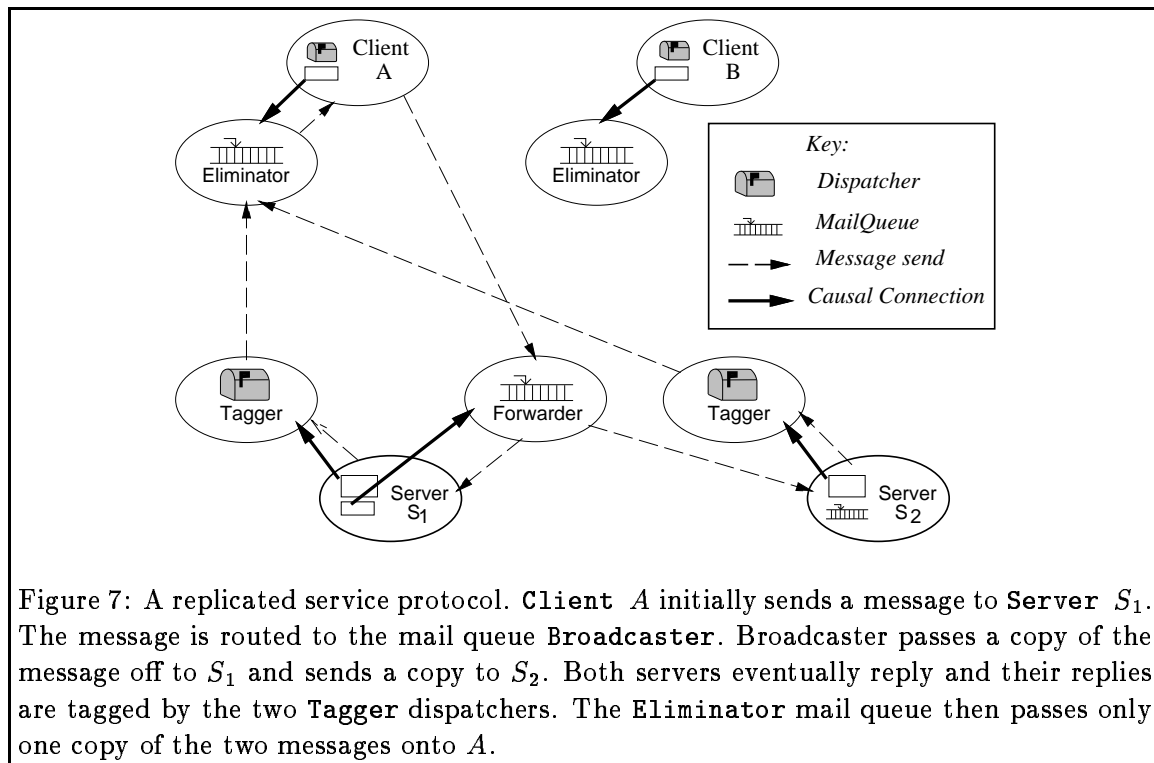 Client
A
Client
B
Eliminator
Eliminator
Key:
Dispatcher
MailQueue
Message send
Causal Connection
Tagger
Forwarder
Tagger
Server
S1
Server
S2
Figure 7: A replicated service protocol. Client A initially sends a message to Server S1.
The message is routed to the mail queue Broadcaster. Broadcaster passes a copy of the
message off to S1 and sends a copy to S2. Both servers eventually reply and their replies
are tagged by the two Tagger dispatchers. The Eliminator mail queue then passes only
one copy of the two messages onto A.